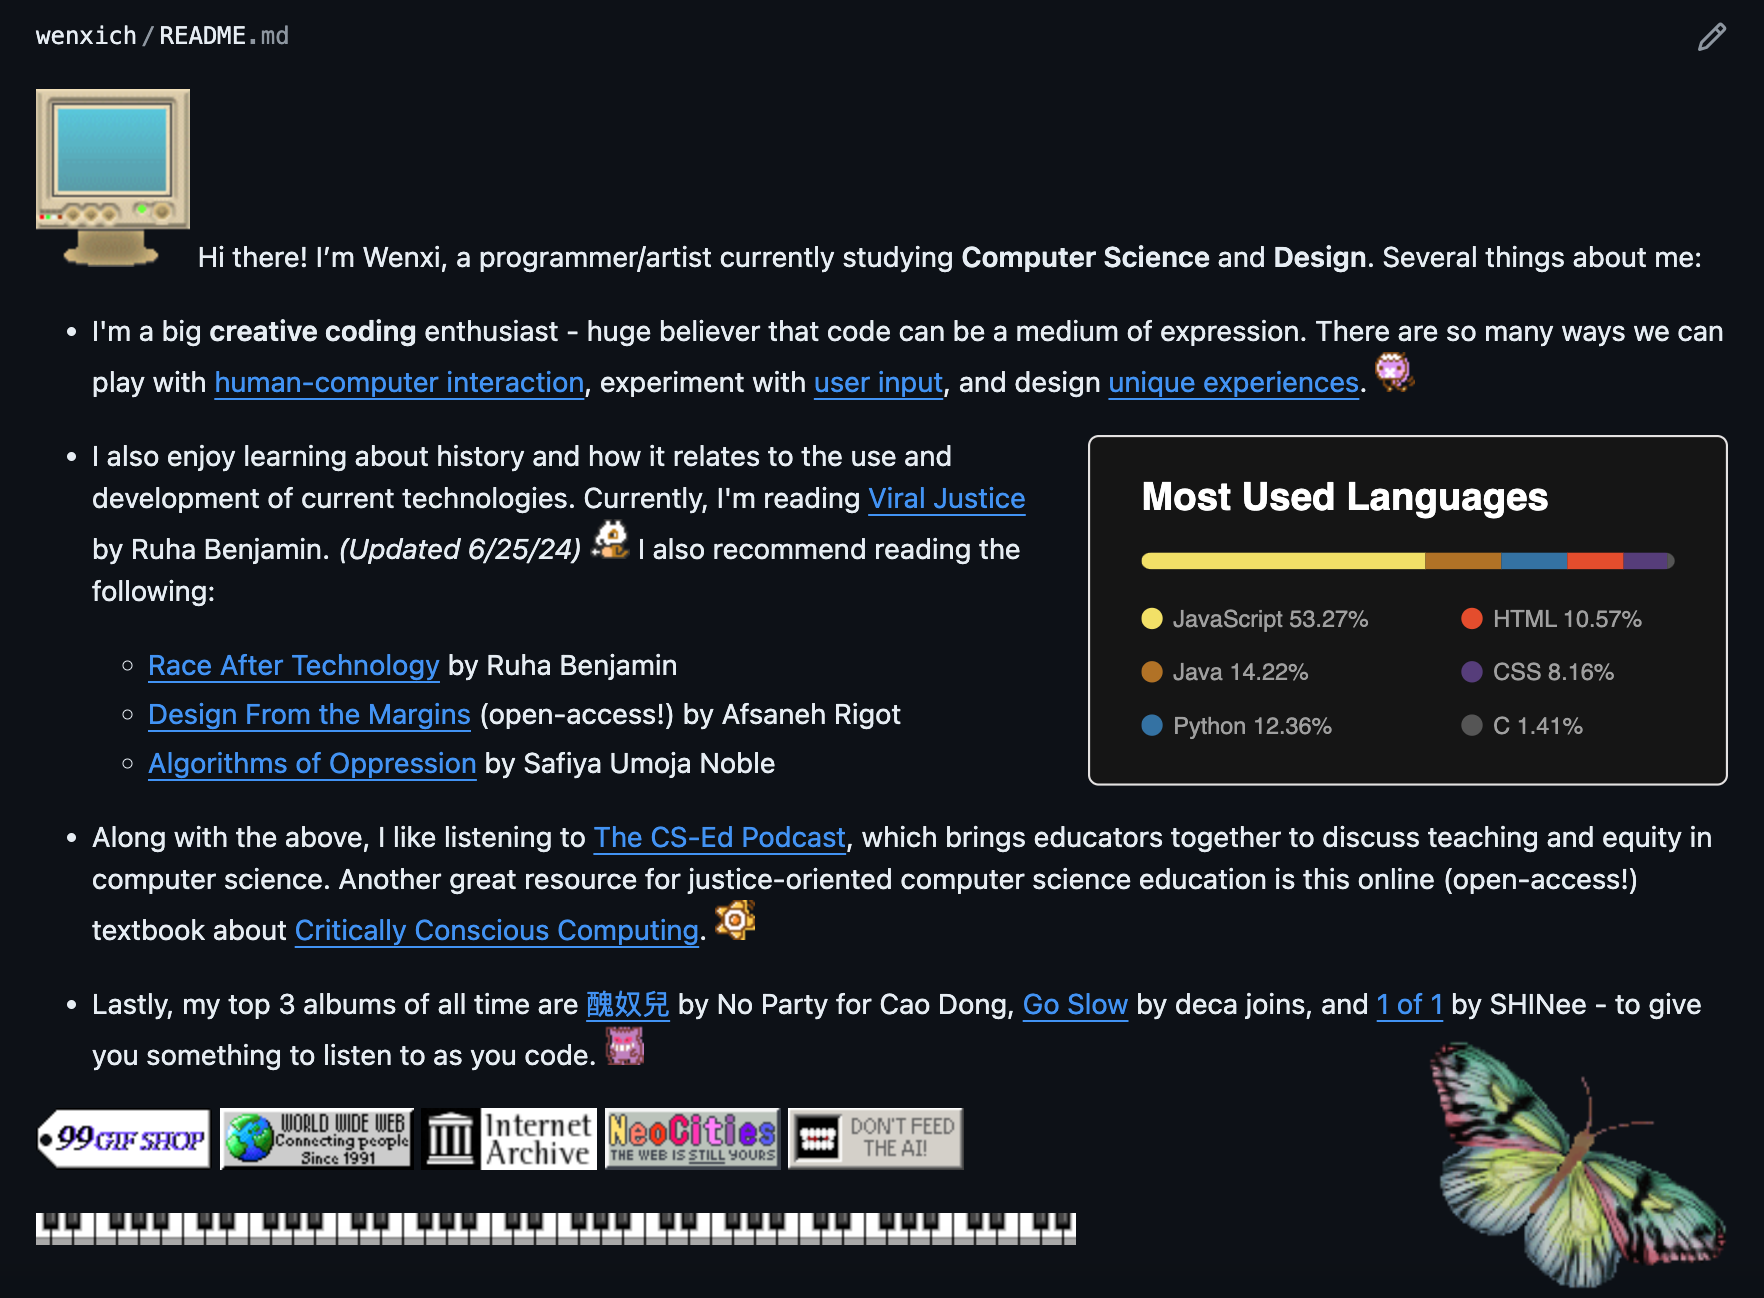 wenxich/README.md
Hi there! I’m Wenxi, a programmer/artist currently studying Computer Science and Design. Several things about me:
• I'm a big creative coding enthusiast - huge believer that code can be a medium of expression. There are so many ways we can
play with human-computer interaction, experiment with user input, and design unique experiences.
• I also enjoy learning about history and how it relates to the use and
development of current technologies. Currently, I'm reading Viral Justice
by Ruha Benjamin. (Updated 6/25/24) I also recommend reading the
following:
◦ Race After Technology by Ruha Benjamin
◦ Design From the Margins (open-access!) by Afsaneh Rigot
◦ Algorithms of Oppression by Safiya Umoja Noble
Most Used Languages
JavaScript 53.27%
Java 14.22%
Python 12.36%
HTML 10.57%
CSS 8.16%
C 1.41%
• Along with the above, I like listening to The CS-Ed Podcast, which brings educators together to discuss teaching and equity in
computer science. Another great resource for justice-oriented computer science education is this online (open-access!)
textbook about Critically Conscious Computing.
• Lastly, my top 3 albums of all time are 醜奴兒 by No Party for Cao Dong, Go Slow by deca joins, and 1 of 1 by SHINee - to give
you something to listen to as you code.
99GIF SHOP
WORLD WIDE WEB
Connecting people
Since 1991
Internet
Archive
NeoCities
THE WEB IS STILL YOURS
DON'T FEED
THE AI!